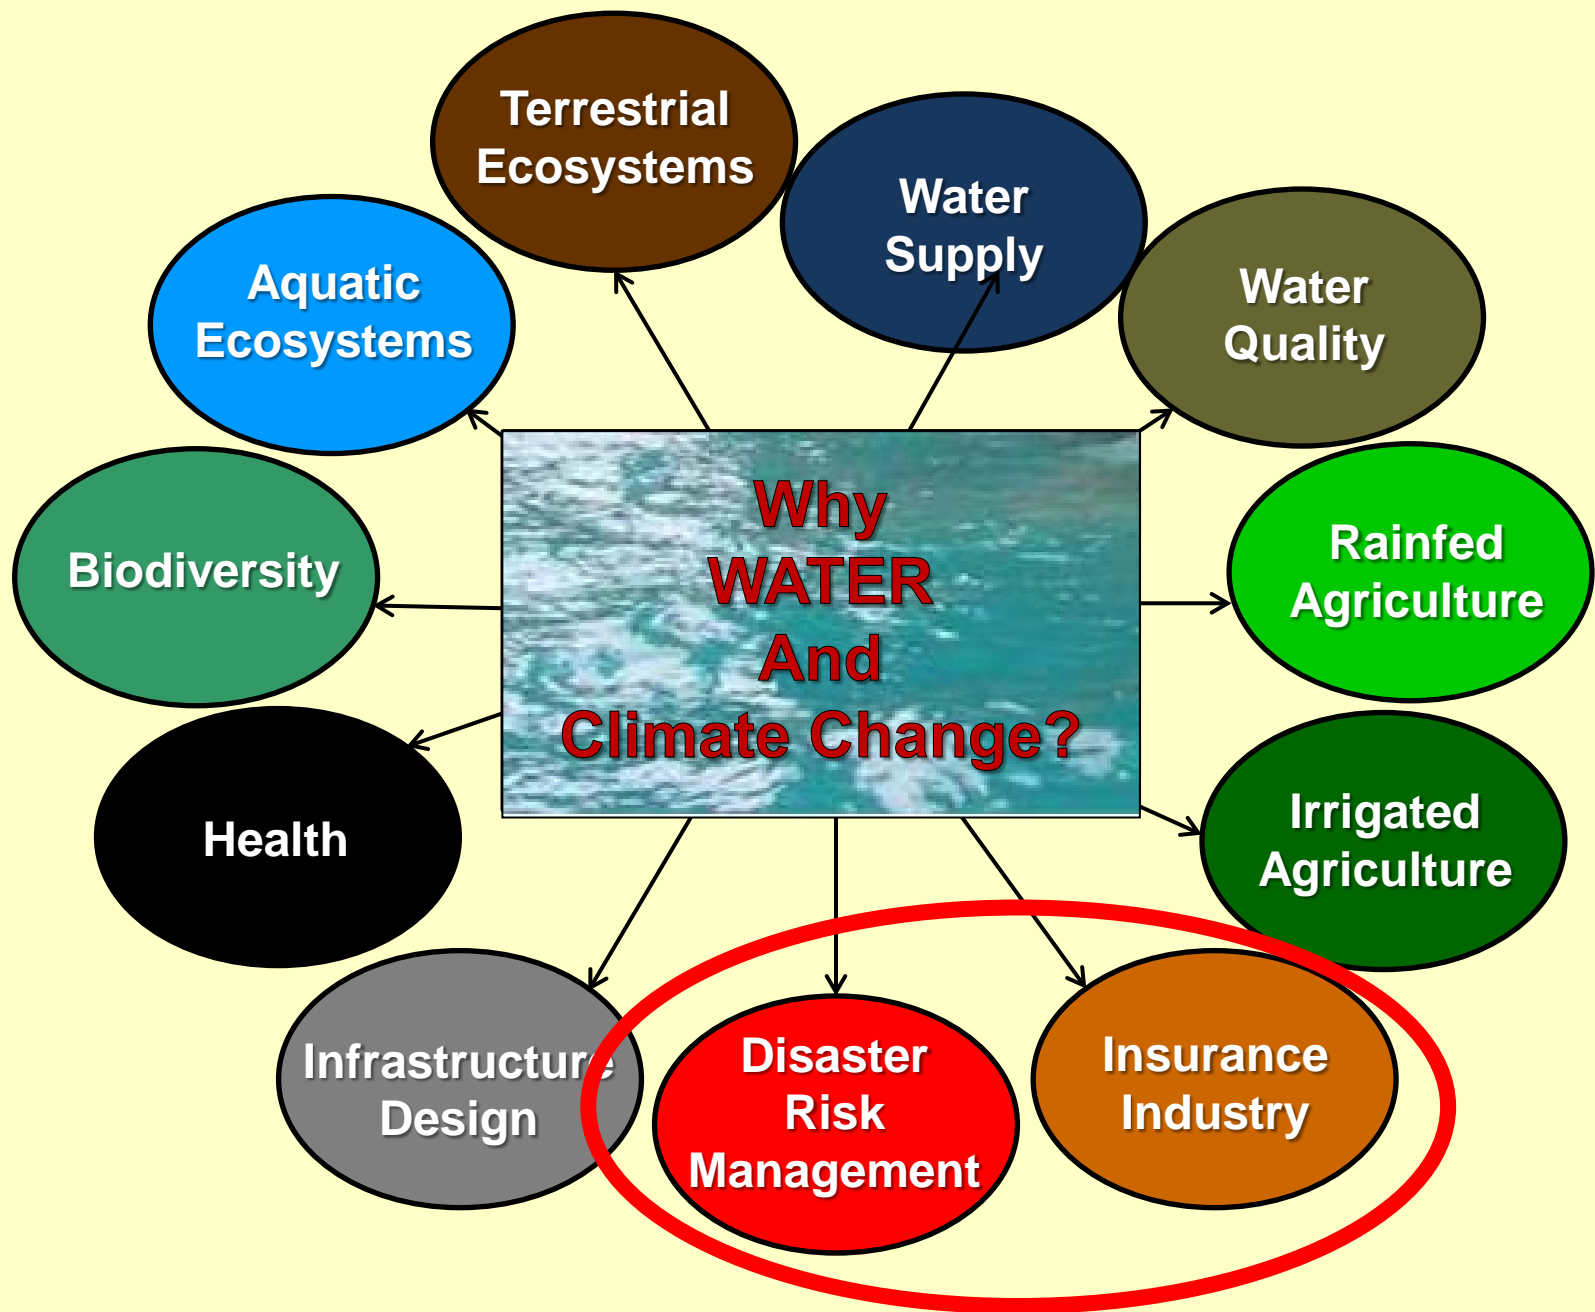 Terrestrial
Ecosystems
Water
Supply
Aquatic
Ecosystems
Water
Quality
Why
WATER
And
Climate Change?
Biodiversity
Rainfed
Agriculture
Health
Irrigated
Agriculture
Infrastructure
Design
Disaster
Risk
Management
Insurance
Industry